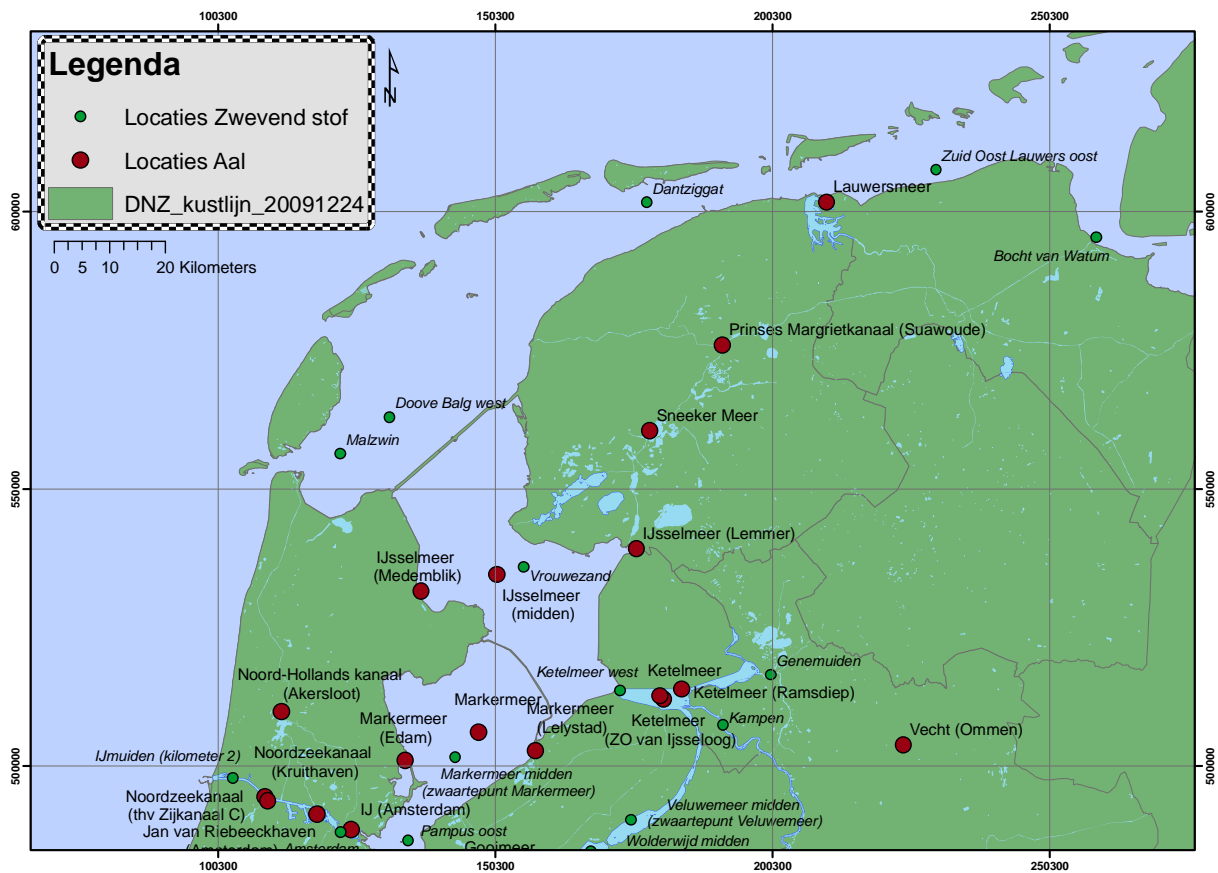 100300 150300 200300 250300
Legenda
Locaties Zwevend stof
Locaties Aal
DNZ_kustlijn_20091224
N
0 5 10 20 Kilometers
Zuid Oost Lauwers oost
Dantziggat
Lauwersmeer
600000 600000
Bocht van Watum
Prinses Margrietkanaal (Suawoude)
Doove Balg west
Sneeker Meer
Malzwin
550000 550000
IJsselmeer (Lemmer)
IJsselmeer
(Medemblik)
Vrouwezand
IJsselmeer
(midden)
Genemuiden
Ketelmeer west
Ketelmeer
Noord-Hollands kanaal
(Akersloot)
Ketelmeer (Ramsdiep)
Markermeer
Markermeer
(Lelystad)
Markermeer
(Edam)
Ketelmeer
(ZO van Ijsseloog)
Kampen
Vecht (Ommen)
IJmuiden (kilometer 2)
Noordzeekanaal
(Kruithaven)
500000 500000
Markermeer midden
(zwaartepunt Markermeer)
Noordzeekanaal
(thv Zijkanaal C)
IJ (Amsterdam)
Veluwemeer midden
(zwaartepunt Veluwemeer)
Jan van Riebeeckhaven
(Amsterdam)
Amsterdam
Pampus oost
Gooimeer
Wolderwijd midden
100300 150300 200300 250300